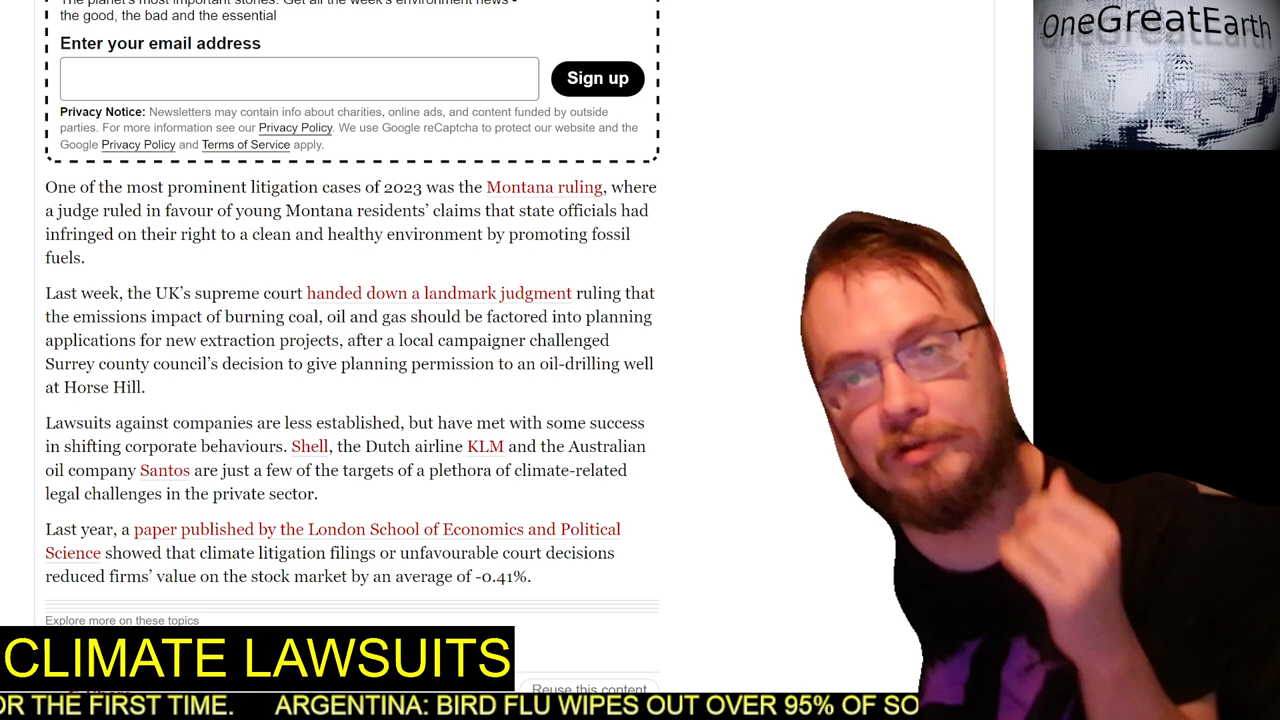 The planet's most important stories. Get all the week's environment news -
the good, the bad and the essential
Enter your email address
Sign up
Privacy Notice: Newsletters may contain info about charities, online ads, and content funded by outside
parties. For more information see our Privacy Policy. We use Google reCaptcha to protect our website and the
Google Privacy Policy and Terms of Service apply.
One of the most prominent litigation cases of 2023 was the Montana ruling, where
a judge ruled in favour of young Montana residents’ claims that state officials had
infringed on their right to a clean and healthy environment by promoting fossil
fuels.
Last week, the UK’s supreme court handed down a landmark judgment ruling that
the emissions impact of burning coal, oil and gas should be factored into planning
applications for new extraction projects, after a local campaigner challenged
Surrey county council’s decision to give planning permission to an oil-drilling well
at Horse Hill.
Lawsuits against companies are less established, but have met with some success
in shifting corporate behaviours. Shell, the Dutch airline KLM and the Australian
oil company Santos are just a few of the targets of a plethora of climate-related
legal challenges in the private sector.
Last year, a paper published by the London School of Economics and Political
Science showed that climate litigation filings or unfavourable court decisions
reduced firms’ value on the stock market by an average of -0.41%.
Explore more on these topics
Reuse this content
OneGreatEarth
CLIMATE LAWSUITS
OR THE FIRST TIME. ARGENTINA: BIRD FLU WIPES OUT OVER 95% OF SO